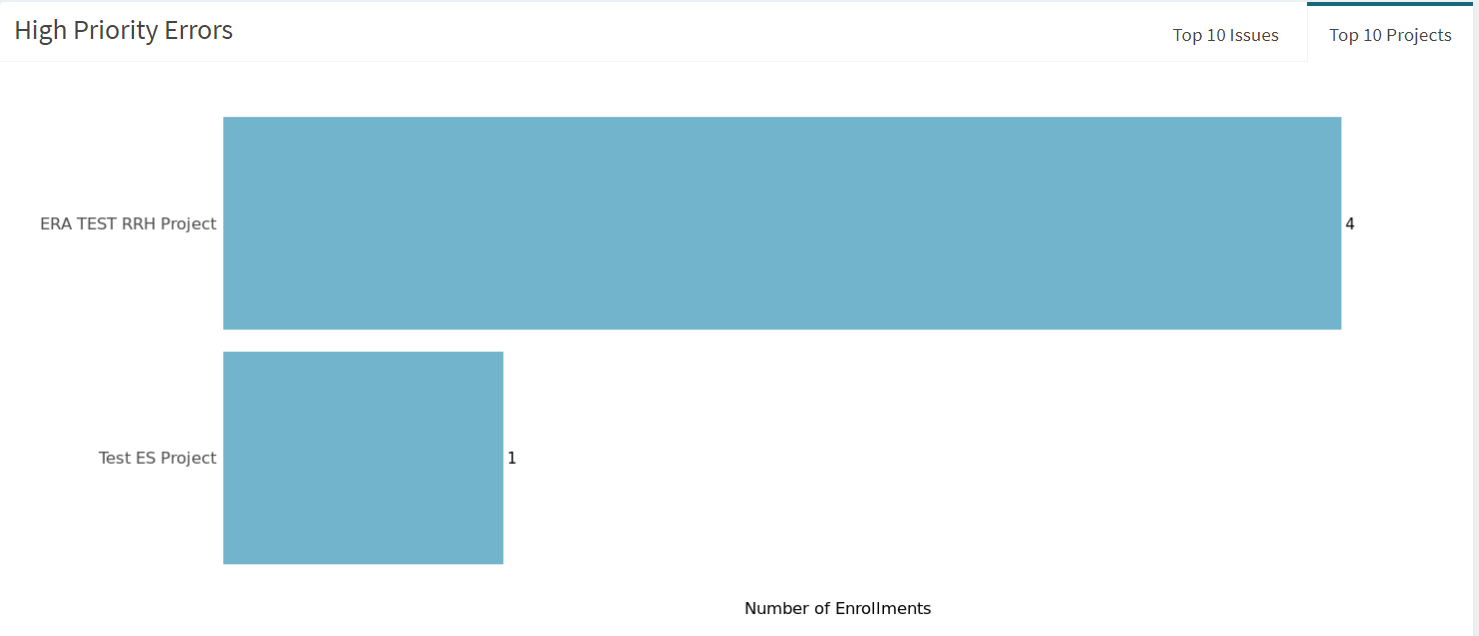 High Priority Errors
Top 10 Issues
Top 10 Projects
ERA TEST RRH Project
4
Test ES Project
1
Number of Enrollments